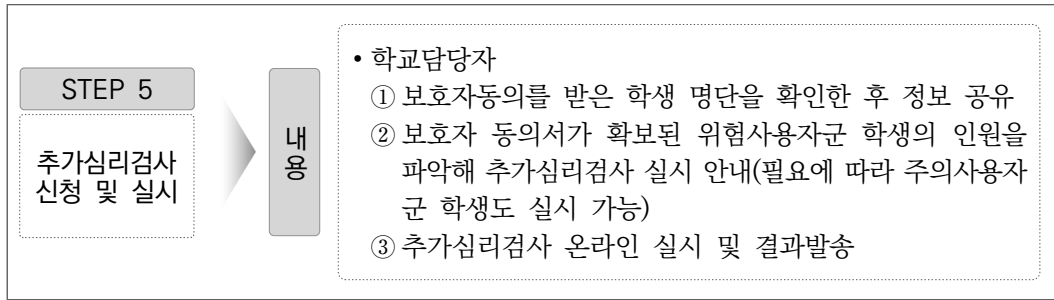 STEP 5
추가심리검사
신청 및 실시
내
용
• 학교담당자
① 보호자동의를 받은 학생 명단을 확인한 후 정보 공유
② 보호자 동의서가 확보된 위험사용자군 학생의 인원을
파악해 추가심리검사 실시 안내(필요에 따라 주의사용자
군 학생도 실시 가능)
③ 추가심리검사 온라인 실시 및 결과발송